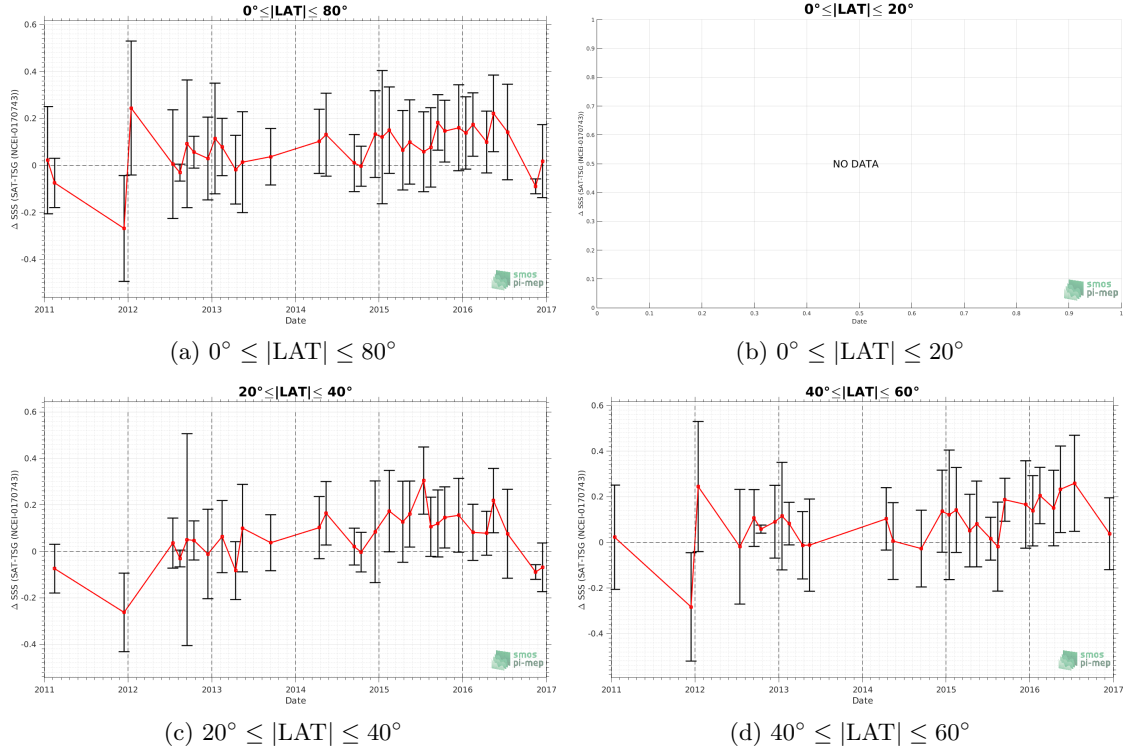 0°≤|LAT|≤ 80°
0.6
0.4
0.2
0
-0.2
-0.4
Δ SSS (SAT-TSG (NCEI-0170743))
2011 2012 2013 2014 2015 2016 2017
Date
smos
pi-mep
(a) 0° ≤ |LAT| ≤ 80°
0°≤|LAT|≤ 20°
1
0.9
0.8
0.7
0.6
0.5
0.4
0.3
0.2
0.1
0
Δ SSS (SAT-TSG (NCEI-0170743))
NO DATA
0 0.1 0.2 0.3 0.4 0.5 0.6 0.7 0.8 0.9 1
Date
smos
pi-mep
(b) 0° ≤ |LAT| ≤ 20°
20°≤|LAT|≤ 40°
0.6
0.4
0.2
0
-0.2
-0.4
Δ SSS (SAT-TSG (NCEI-0170743))
2011 2012 2013 2014 2015 2016 2017
Date
smos
pi-mep
(c) 20° ≤ |LAT| ≤ 40°
40°≤|LAT|≤ 60°
0.6
0.4
0.2
0
-0.2
-0.4
Δ SSS (SAT-TSG (NCEI-0170743))
2011 2012 2013 2014 2015 2016 2017
Date
smos
pi-mep
(d) 40° ≤ |LAT| ≤ 60°